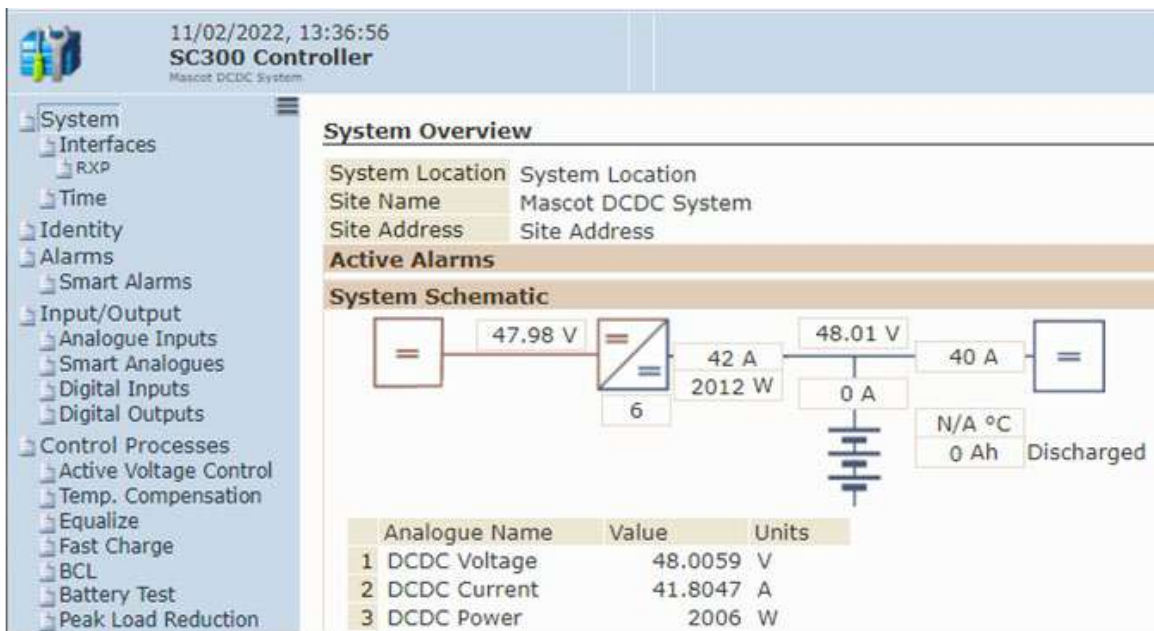 11/02/2022, 13:36:56
SC300 Controller
Mascot DCDC System
System
Interfaces
RXP
Time
Identity
Alarms
Smart Alarms
Input/Output
Analogue Inputs
Smart Analogues
Digital Inputs
Digital Outputs
Control Processes
Active Voltage Control
Temp. Compensation
Equalize
Fast Charge
BCL
Battery Test
Peak Load Reduction
System Overview
System Location System Location
Site Name Mascot DCDC System
Site Address Site Address
Active Alarms
System Schematic
47.98 V 48.01 V
42 A 40 A
2012 W 0 A
6
N/A °C
0 Ah Discharged
Analogue Name Value Units
1 DCDC Voltage 48.0059 V
2 DCDC Current 41.8047 A
3 DCDC Power 2006 W